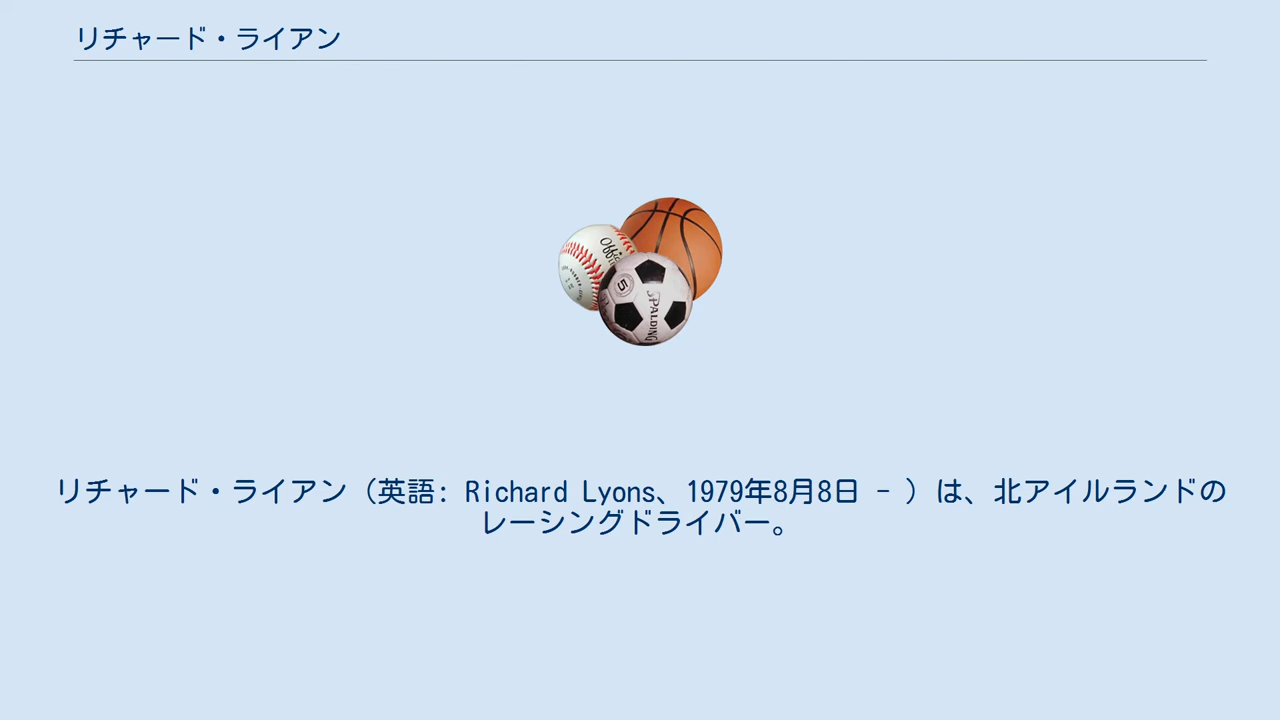 リチャード・ライアン
Official
5
SPALDING
リチャード・ライアン（英語: Richard Lyons、1979年8月8日 - ）は、北アイルランドの
レーシングドライバー。